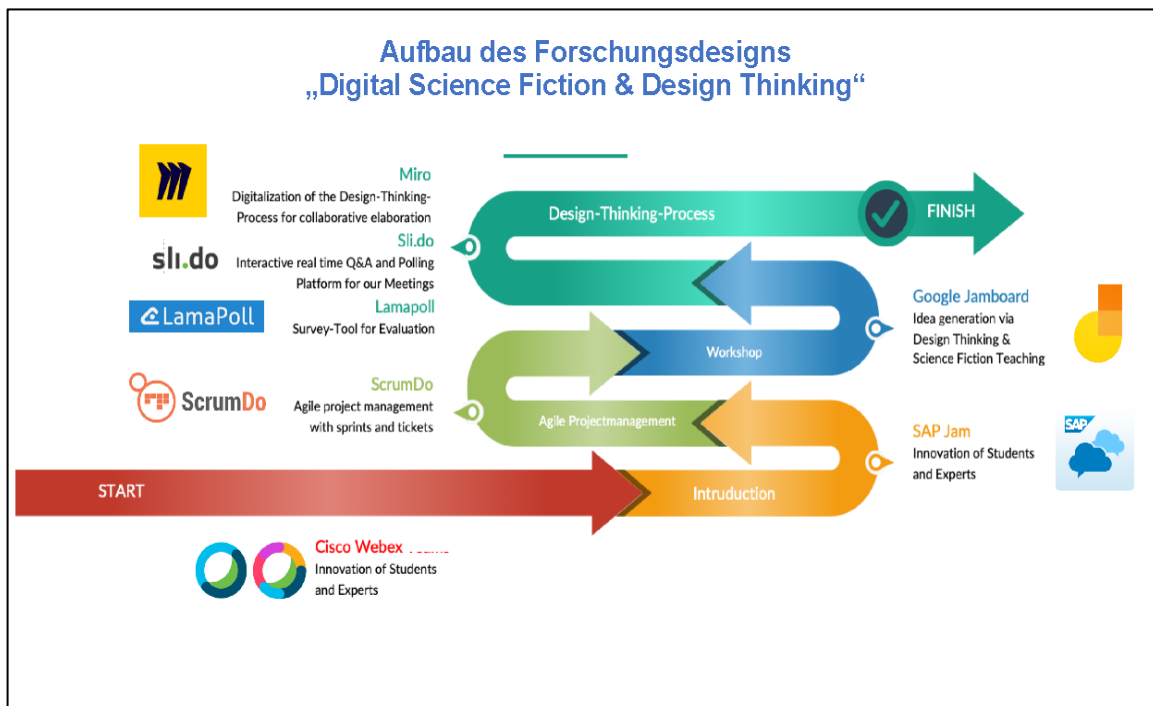 Aufbau des Forschungsdesigns
„Digital Science Fiction & Design Thinking“
Miro
Digitalization of the Design-Thinking-
Process for collaborative elaboration
sli.do
Sli.do
Interactive real time Q&A and Polling
Platform for our Meetings
LamaPoll
Lamapoll
Survey-Tool for Evaluation
ScrumDo
ScrumDo
Agile project management
with sprints and tickets
Design-Thinking-Process
FINISH
Google Jamboard
Idea generation via
Design Thinking &
Science Fiction Teaching
Workshop
Agile Projectmanagement
SAP Jam
Innovation of Students
and Experts
SAP
START
Intruduction
Cisco Webex
Innovation of Students
and Experts